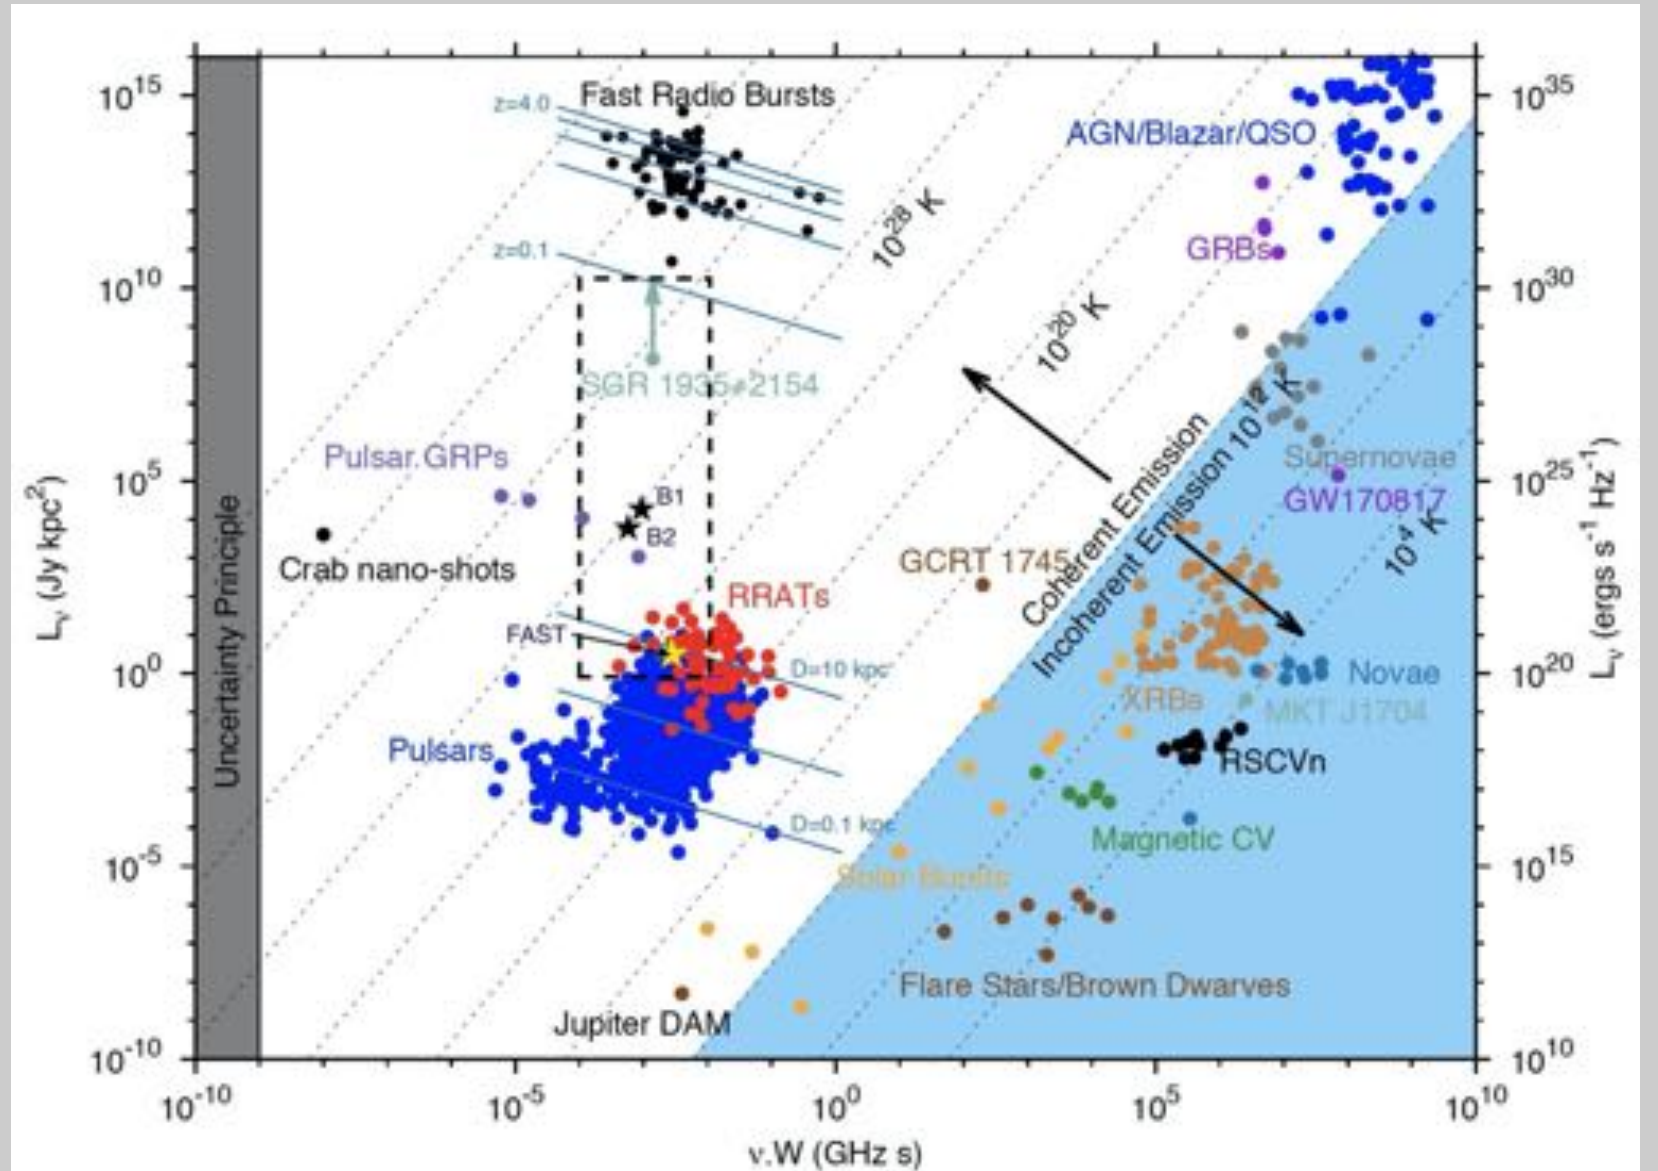 Fast Radio Bursts
z=4.0
AGN/Blazar/QSO
10^28 K
GRBs
z=0.1
10^20 K
SGR 1935+2154
Coherent Emission
Incoherent Emission 10^12 K
Pulsar GRPs
Supernovae
GW170817
10^4 K
B1
B2
Crab nano-shots
GCRT 1745
RRATs
FAST
D=10 kpc
Novae
XRBs
MKT J1704
Pulsars
RSCVn
D=0.1 kpc
Magnetic CV
Solar Bursts
Flare Stars/Brown Dwarves
Jupiter DAM
Uncertainty Principle
L_ν (Jy kpc^2)
10^15
10^10
10^5
10^0
10^-5
10^-10
L_ν (ergs s^-1 Hz^-1)
10^35
10^30
10^25
10^20
10^15
10^10
10^-10
10^-5
10^0
10^5
10^10
ν.W (GHz s)